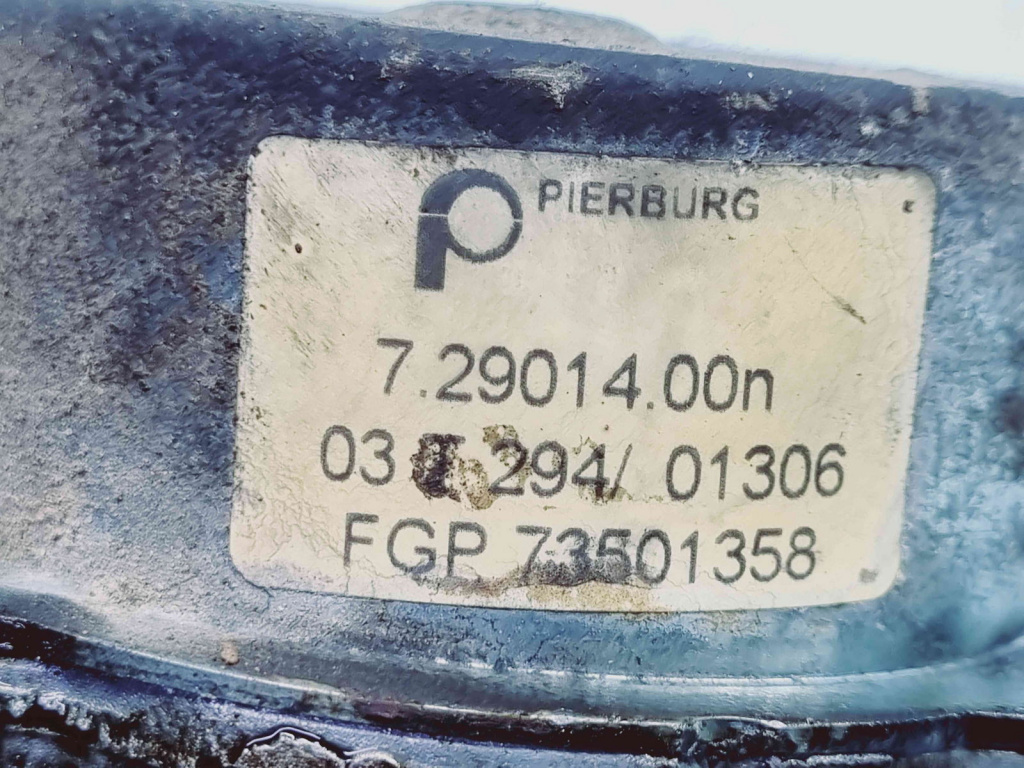 PIERBURG
7.29014.00n
03 294/ 01306
FGP 73501358